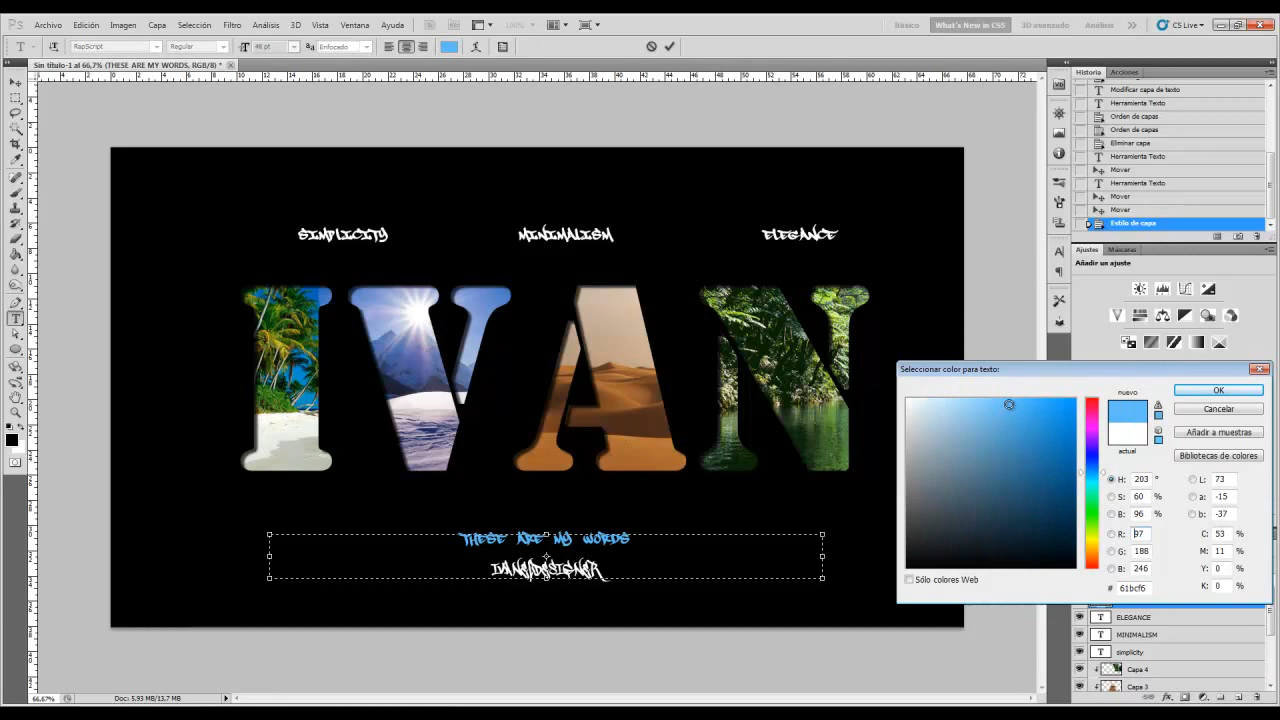 Ps Archivo Edición Imagen Capa Selección Filtro Análisis 3D Vista Ventana Ayuda 100% Básico What's New in CS5 3D avanzado Análisis CS Live
RapScript Regular 48 pt Enfocado
Sin título-1 al 66,7% (THESE ARE MY WORDS, RGB/8) *
SIMPLICITY MINIMALISM ELEGANCE
IVAN
THESE ARE MY WORDS
66,67% Doc: 5,93 MB/13,7 MB
Historia Acciones
Modificar capa de texto
Herramienta Texto
Orden de capas
Orden de capas
Eliminar capa
Herramienta Texto
Mover
Herramienta Texto
Mover
Mover
Estilo de capa
Ajustes Máscaras
Añadir un ajuste
Seleccionar color para texto:
nuevo
actual
OK
Cancelar
Añadir a muestras
Bibliotecas de colores
H: 203 ° L: 73
S: 60 % a: -15
B: 96 % b: -37
R: 97 C: 53 %
G: 188 M: 11 %
B: 246 Y: 0 %
# 61bcf6 K: 0 %
Sólo colores Web
ELEGANCE
MINIMALISM
simplicity
Capa 4
Capa 3